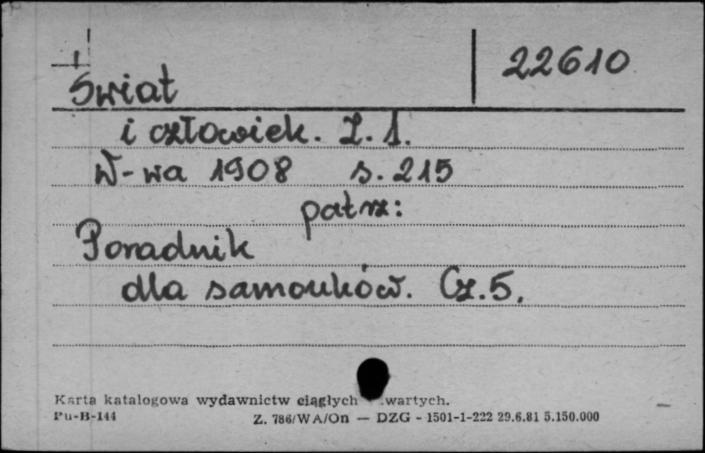 22610
Świat
i człowiek. Z. 1.
W-wa 1908 s. 215
patrz:
Poradnik
dla samouków. Cz. 5.
Karta katalogowa wydawnictw ciągłych wartych.
Pu-B-144 Z. 786/WA/On — DZG - 1501-1-222 29.6.81 5.150.000